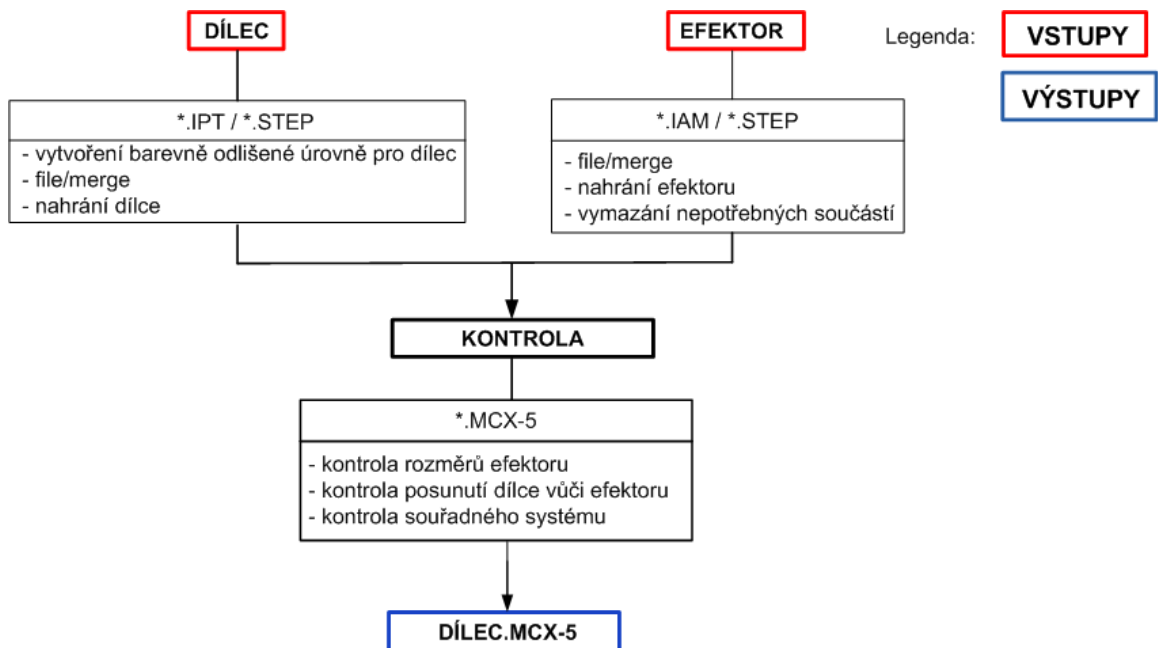 DÍLEC
EFEKTOR
Legenda:
VSTUPY
VÝSTUPY
*.IPT / *.STEP
- vytvoření barevně odlišené úrovně pro dílec
- file/merge
- nahrání dílce
*.IAM / *.STEP
- file/merge
- nahrání efektoru
- vymazání nepotřebných součástí
KONTROLA
*.MCX-5
- kontrola rozměrů efektoru
- kontrola posunutí dílce vůči efektoru
- kontrola souřadného systému
DÍLEC.MCX-5